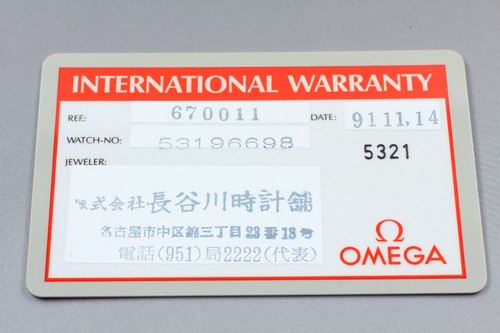 INTERNATIONAL WARRANTY
REF.: 670011 DATE: 91 11.14
WATCH-NO: 53196698
5321
JEWELER:
株式会社 長谷川時計舗
名古屋市中区錦三丁目23番18号
電話(951)局2222(代表)
Ω
OMEGA